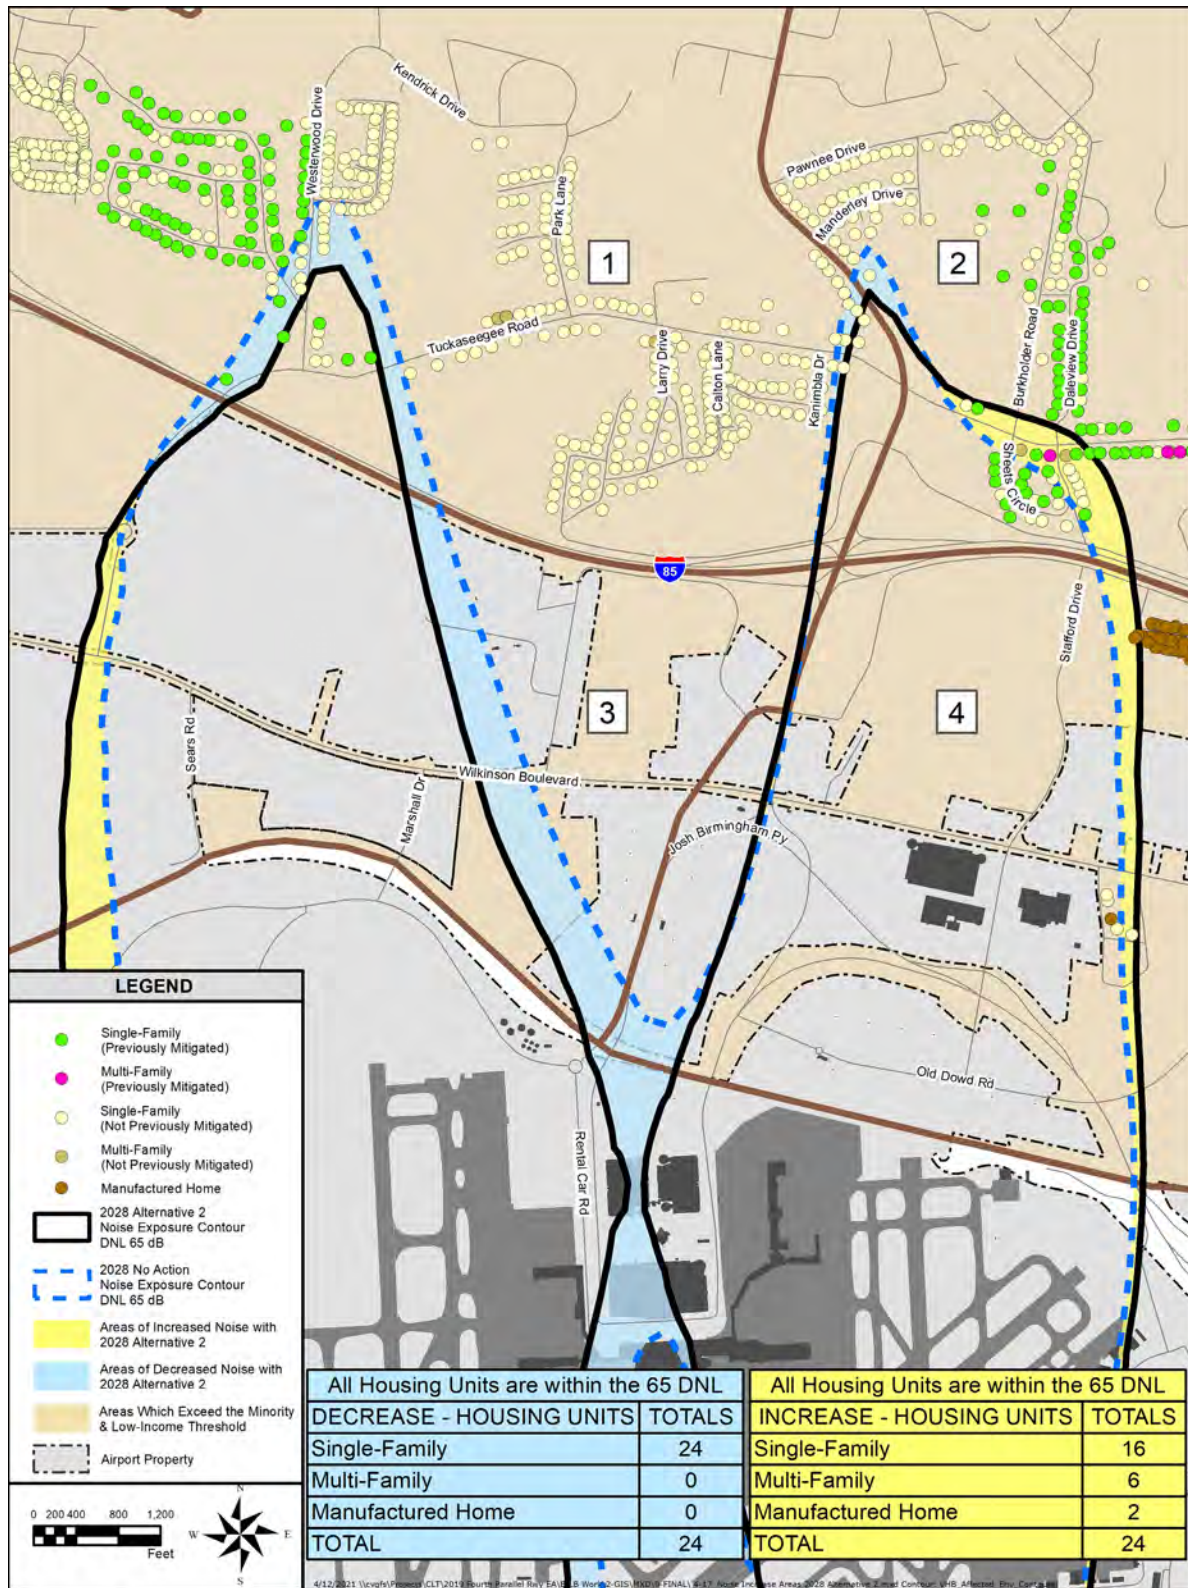 Kendrick Drive
Westerwood Drive
Park Lane
Pawnee Drive
Manderley Drive
1
2
Tuckaseegee Road
Larry Drive
Calton Lane
Kanimbla Dr
Burkholder Road
Daleview Drive
Sheets Circle
85
Stafford Drive
3
4
Sears Rd
Marshall Dr
Wilkinson Boulevard
Josh Birmingham Py
Old Dowd Rd
Rental Car Rd
LEGEND
Single-Family
(Previously Mitigated)
Multi-Family
(Previously Mitigated)
Single-Family
(Not Previously Mitigated)
Multi-Family
(Not Previously Mitigated)
Manufactured Home
2028 Alternative 2
Noise Exposure Contour
DNL 65 dB
2028 No Action
Noise Exposure Contour
DNL 65 dB
Areas of Increased Noise with
2028 Alternative 2
Areas of Decreased Noise with
2028 Alternative 2
Areas Which Exceed the Minority
& Low-Income Threshold
Airport Property
0 200 400 800 1,200
Feet
N
W E
S
All Housing Units are within the 65 DNL
DECREASE - HOUSING UNITS TOTALS
Single-Family 24
Multi-Family 0
Manufactured Home 0
TOTAL 24
All Housing Units are within the 65 DNL
INCREASE - HOUSING UNITS TOTALS
Single-Family 16
Multi-Family 6
Manufactured Home 2
TOTAL 24
4/12/2021